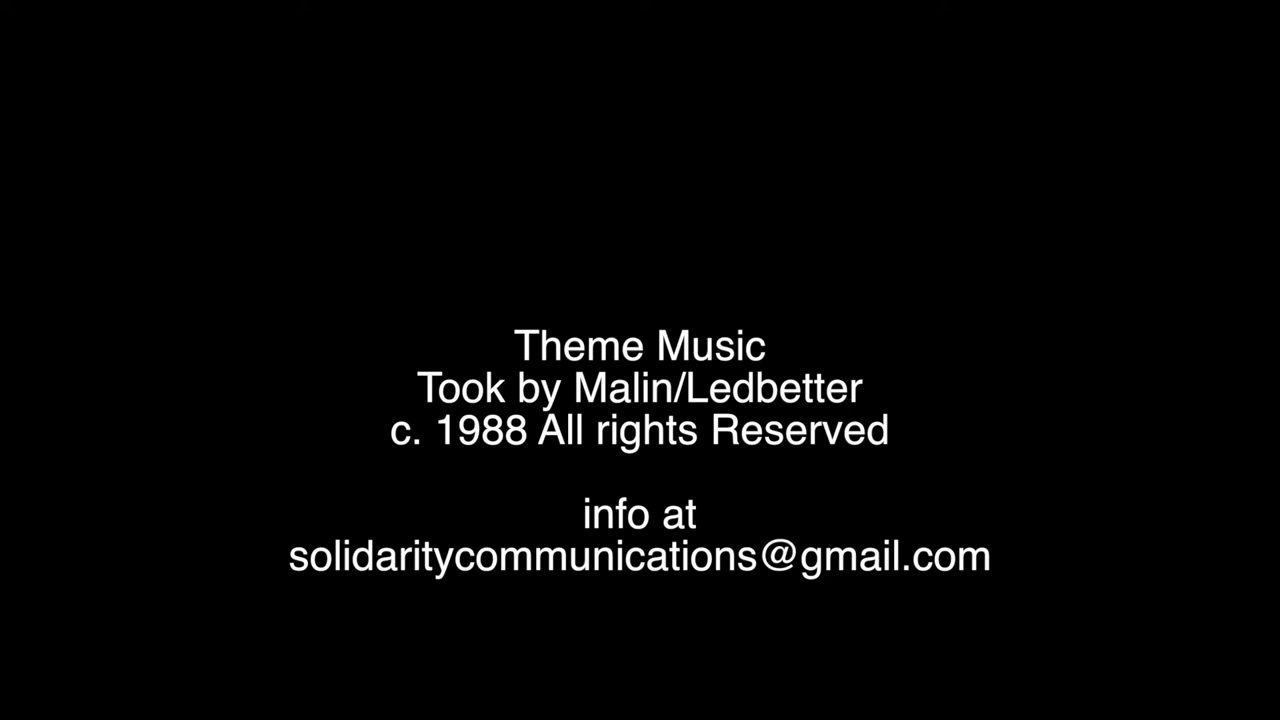 Theme Music
Took by Malin/Ledbetter
c. 1988 All rights Reserved
info at
solidaritycommunications@gmail.com